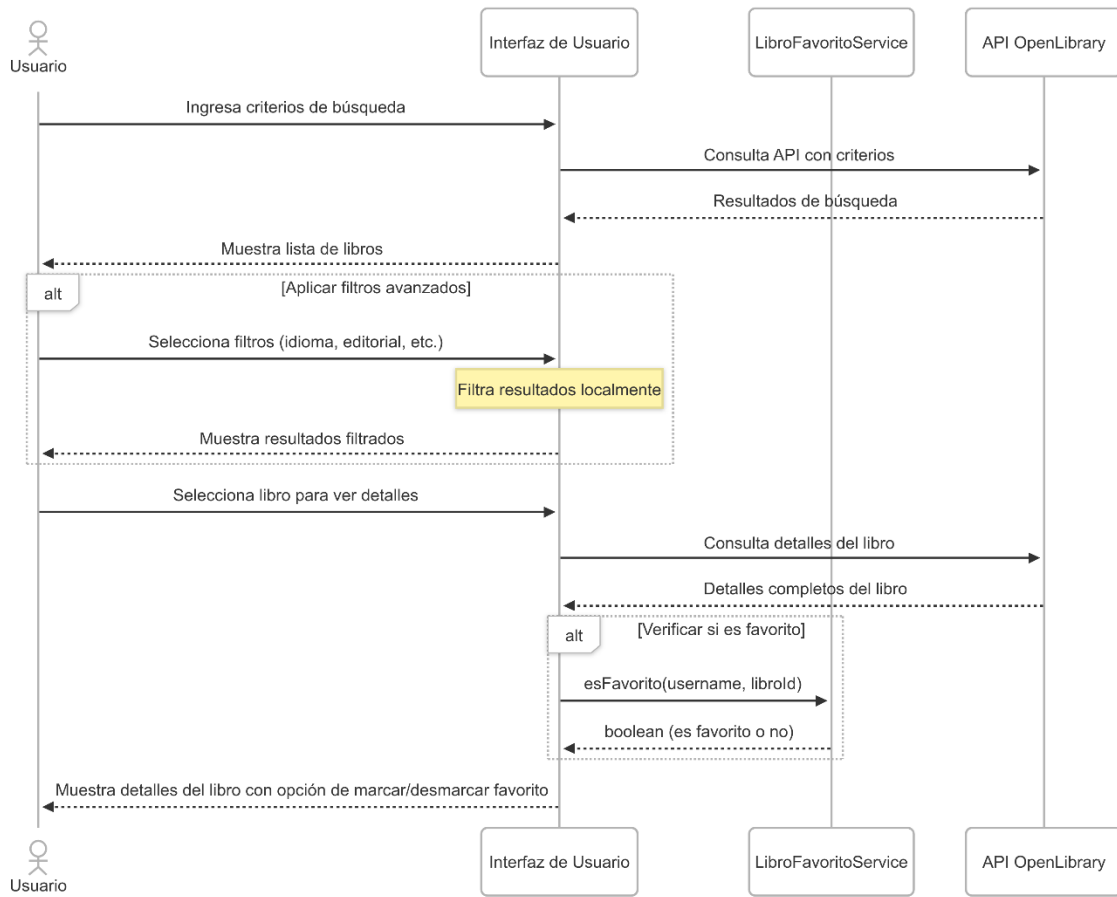 Usuario
Interfaz de Usuario
LibroFavoritoService
API OpenLibrary
Ingresa criterios de búsqueda
Consulta API con criterios
Resultados de búsqueda
Muestra lista de libros
alt
[Aplicar filtros avanzados]
Selecciona filtros (idioma, editorial, etc.)
Filtra resultados localmente
Muestra resultados filtrados
Selecciona libro para ver detalles
Consulta detalles del libro
Detalles completos del libro
alt
[Verificar si es favorito]
esFavorito(username, libroId)
boolean (es favorito o no)
Muestra detalles del libro con opción de marcar/desmarcar favorito
Usuario
Interfaz de Usuario
LibroFavoritoService
API OpenLibrary